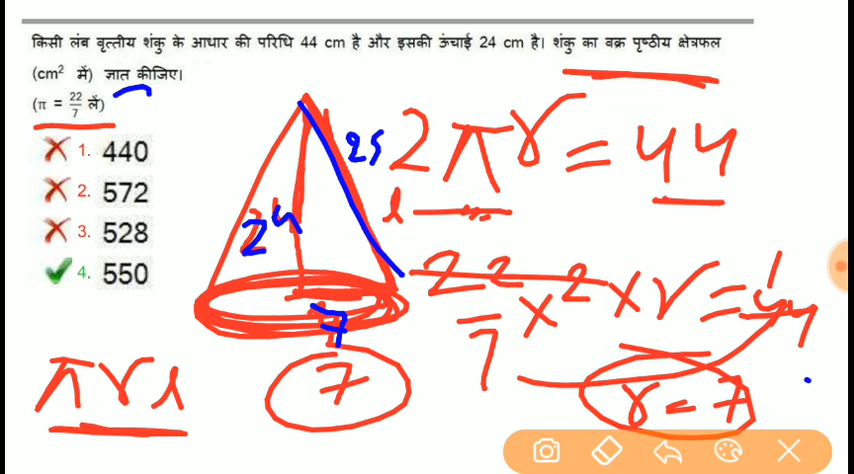 किसी लंब वृत्तीय शंकु के आधार की परिधि 44 cm है और इसकी ऊंचाई 24 cm है। शंकु का वक्र पृष्ठीय क्षेत्रफल
(cm² में) ज्ञात कीजिए।
(π = 22/7 लें)
1. 440
2. 572
3. 528
4. 550
25
24
l
7
2πr = 44
22/7 × 2 × r = 44
r = 7
7
πrl